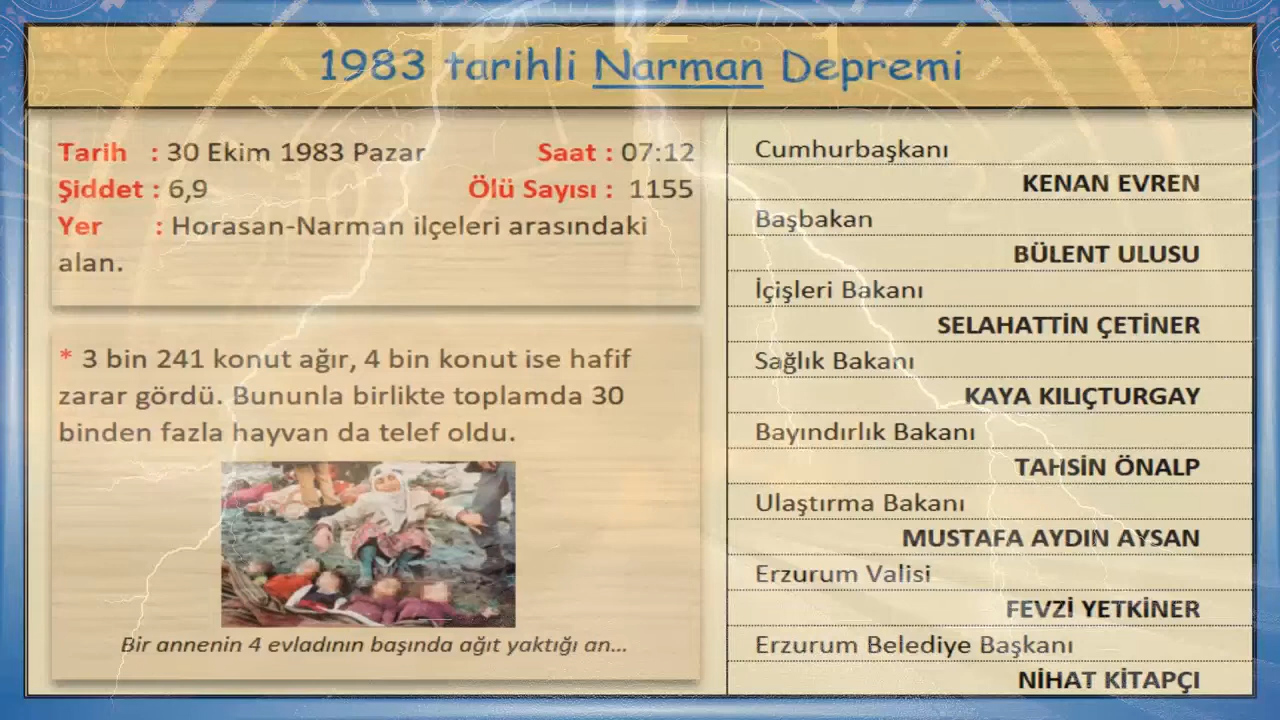 1983 tarihli Narman Depremi
Tarih : 30 Ekim 1983 Pazar Saat : 07:12
Şiddet : 6,9 Ölü Sayısı : 1155
Yer : Horasan-Narman ilçeleri arasındaki
alan.
* 3 bin 241 konut ağır, 4 bin konut ise hafif
zarar gördü. Bununla birlikte toplamda 30
binden fazla hayvan da telef oldu.
Bir annenin 4 evladının başında ağıt yaktığı an...
Cumhurbaşkanı
KENAN EVREN
Başbakan
BÜLENT ULUSU
İçişleri Bakanı
SELAHATTİN ÇETİNER
Sağlık Bakanı
KAYA KILIÇTURGAY
Bayındırlık Bakanı
TAHSİN ÖNALP
Ulaştırma Bakanı
MUSTAFA AYDIN AYSAN
Erzurum Valisi
FEVZİ YETKİNER
Erzurum Belediye Başkanı
NİHAT KİTAPÇI